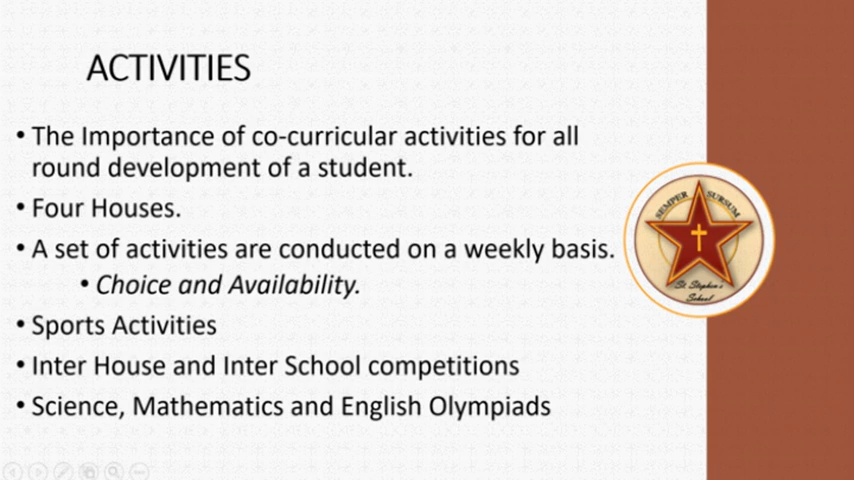 ACTIVITIES
• The Importance of co-curricular activities for all
round development of a student.
• Four Houses.
• A set of activities are conducted on a weekly basis.
• Choice and Availability.
• Sports Activities
• Inter House and Inter School competitions
• Science, Mathematics and English Olympiads
SEMPER SURSUM
St. Stephen's
School